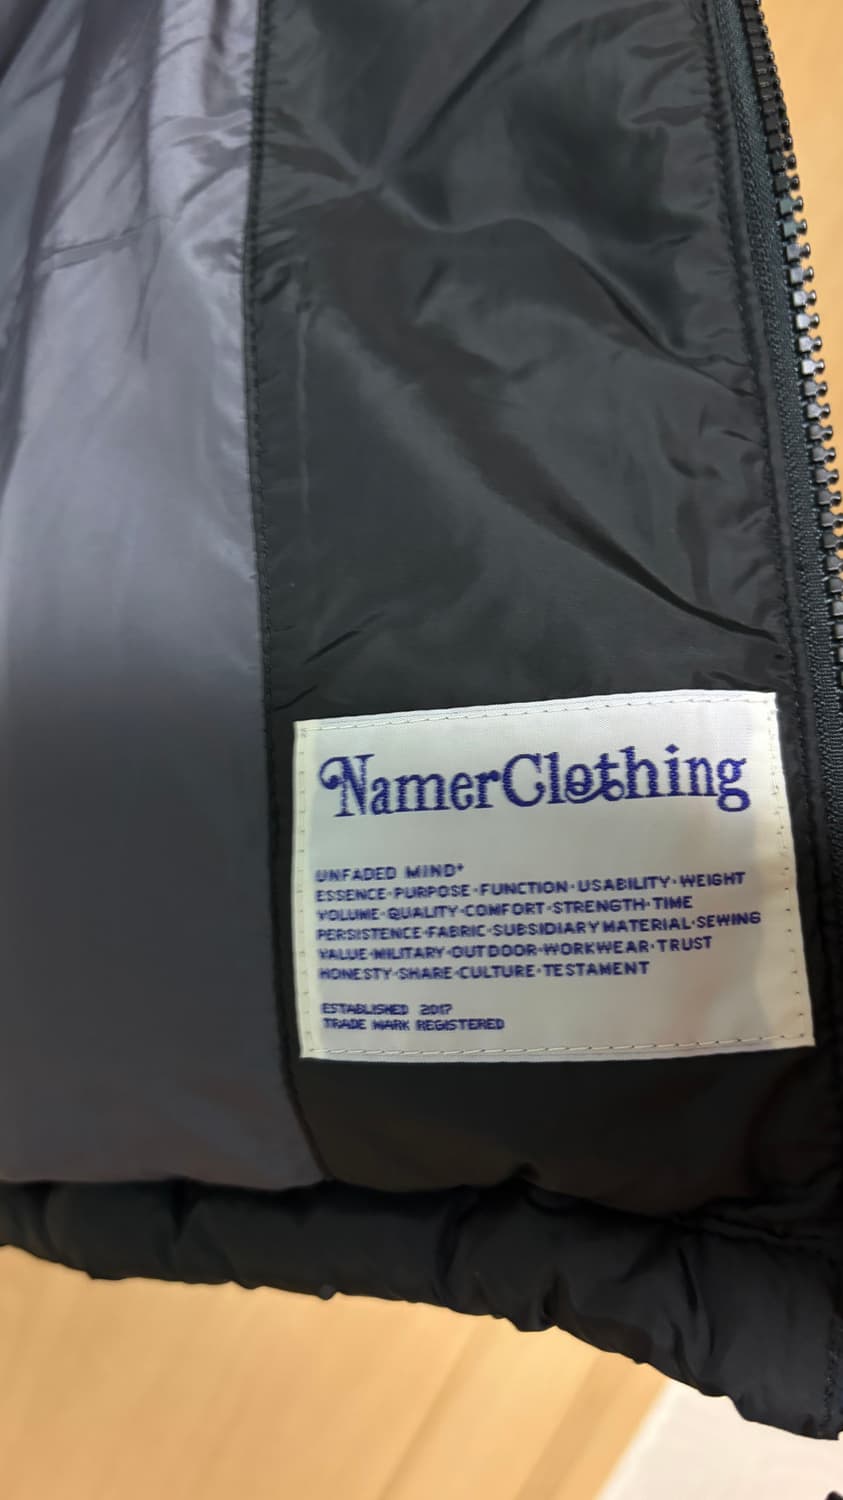 NamerClothing
UNFADED MIND+
ESSENCE·PURPOSE·FUNCTION·USABILITY·WEIGHT
VOLUME·QUALITY·COMFORT·STRENGTH·TIME
PERSISTENCE·FABRIC·SUBSIDIARY MATERIAL·SEWING
VALUE·MILITARY·OUTDOOR·WORKWEAR·TRUST
HONESTY·SHARE·CULTURE·TESTAMENT
ESTABLISHED 2017
TRADE MARK REGISTERED